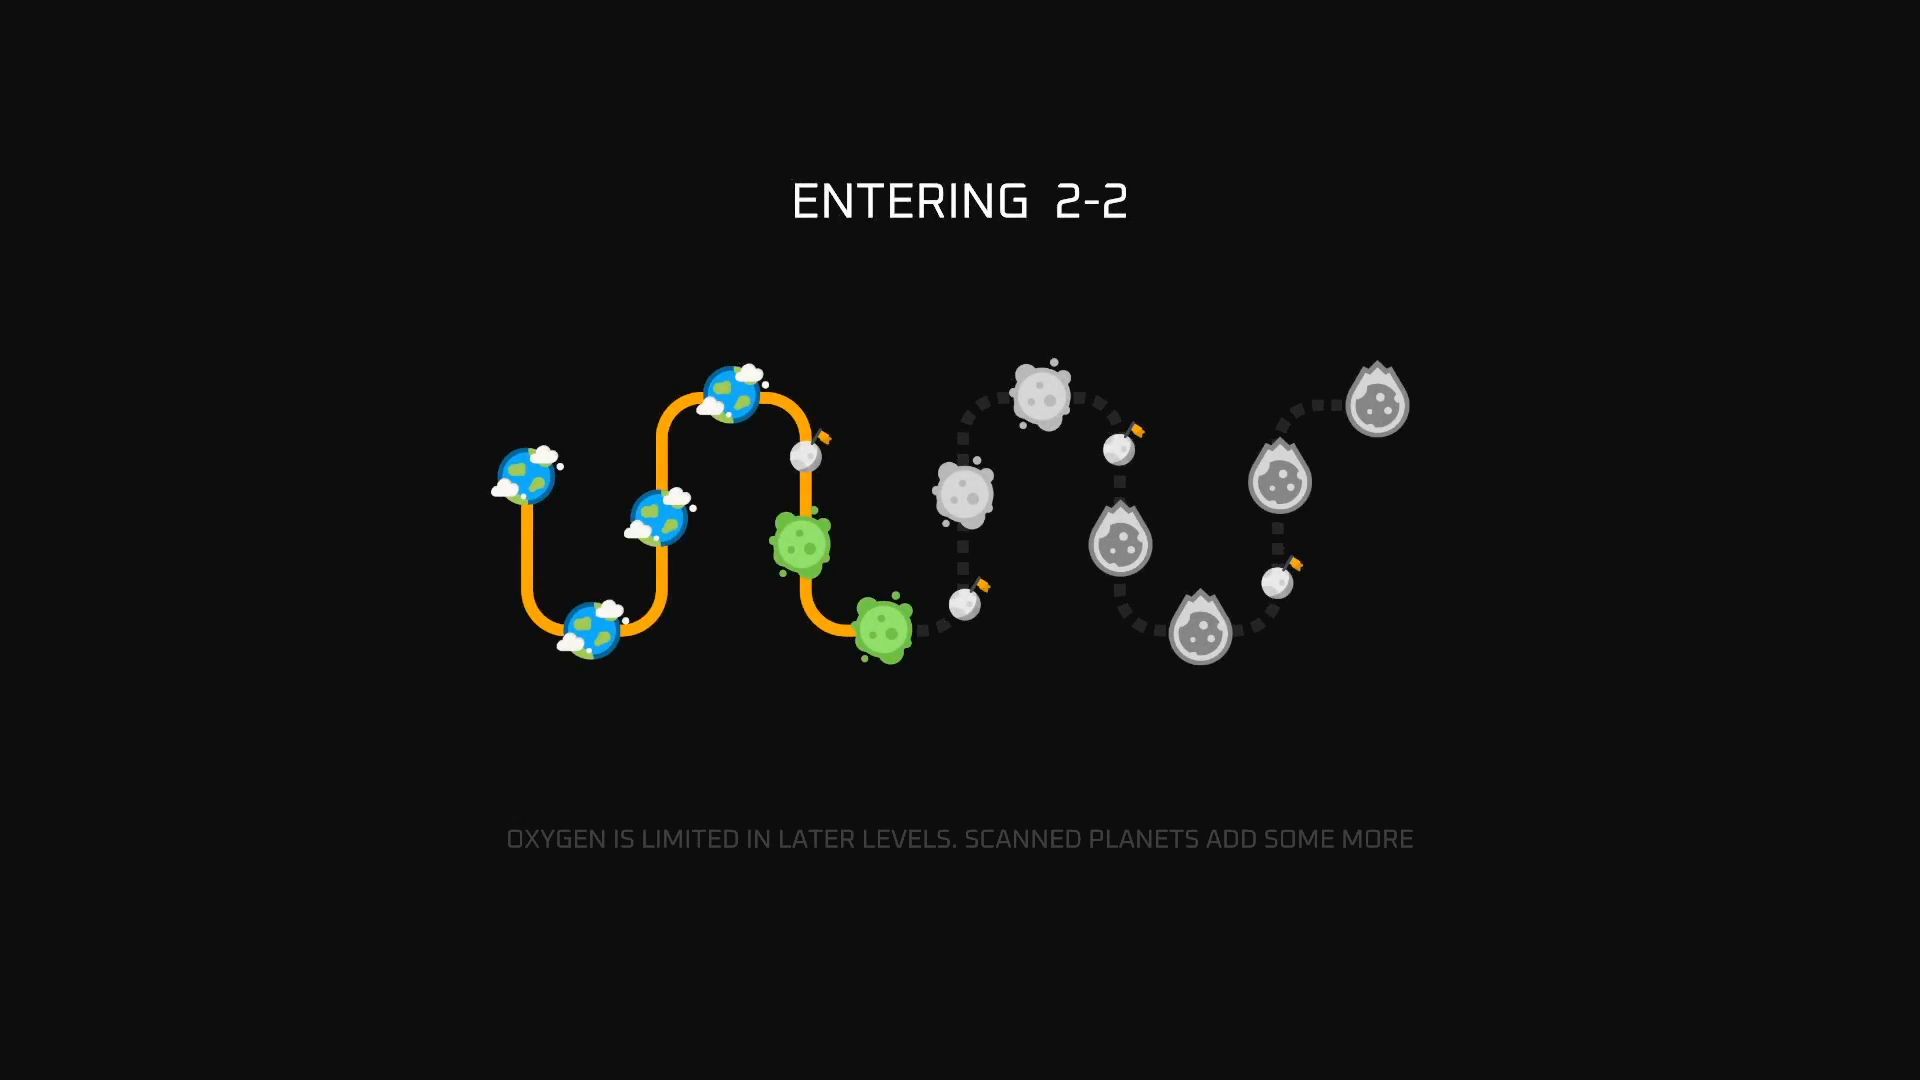 ENTERING 2-2
OXYGEN IS LIMITED IN LATER LEVELS. SCANNED PLANETS ADD SOME MORE